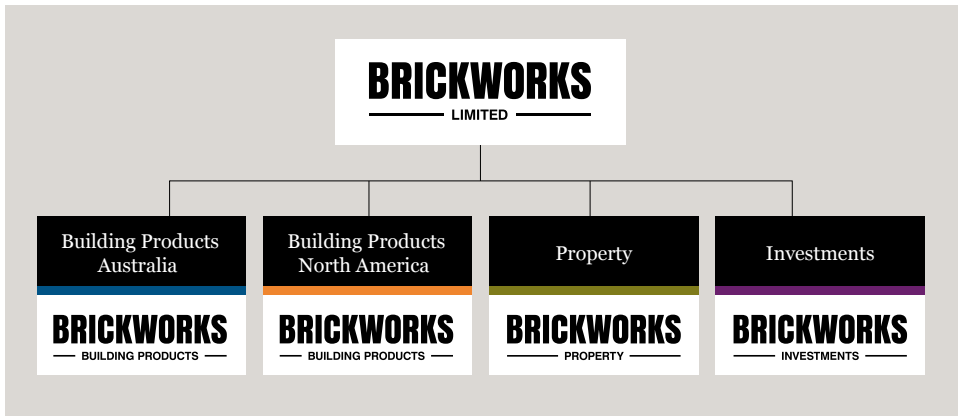 BRICKWORKS
LIMITED
Building Products
Australia
BRICKWORKS
BUILDING PRODUCTS
Building Products
North America
BRICKWORKS
BUILDING PRODUCTS
Property
BRICKWORKS
PROPERTY
Investments
BRICKWORKS
INVESTMENTS